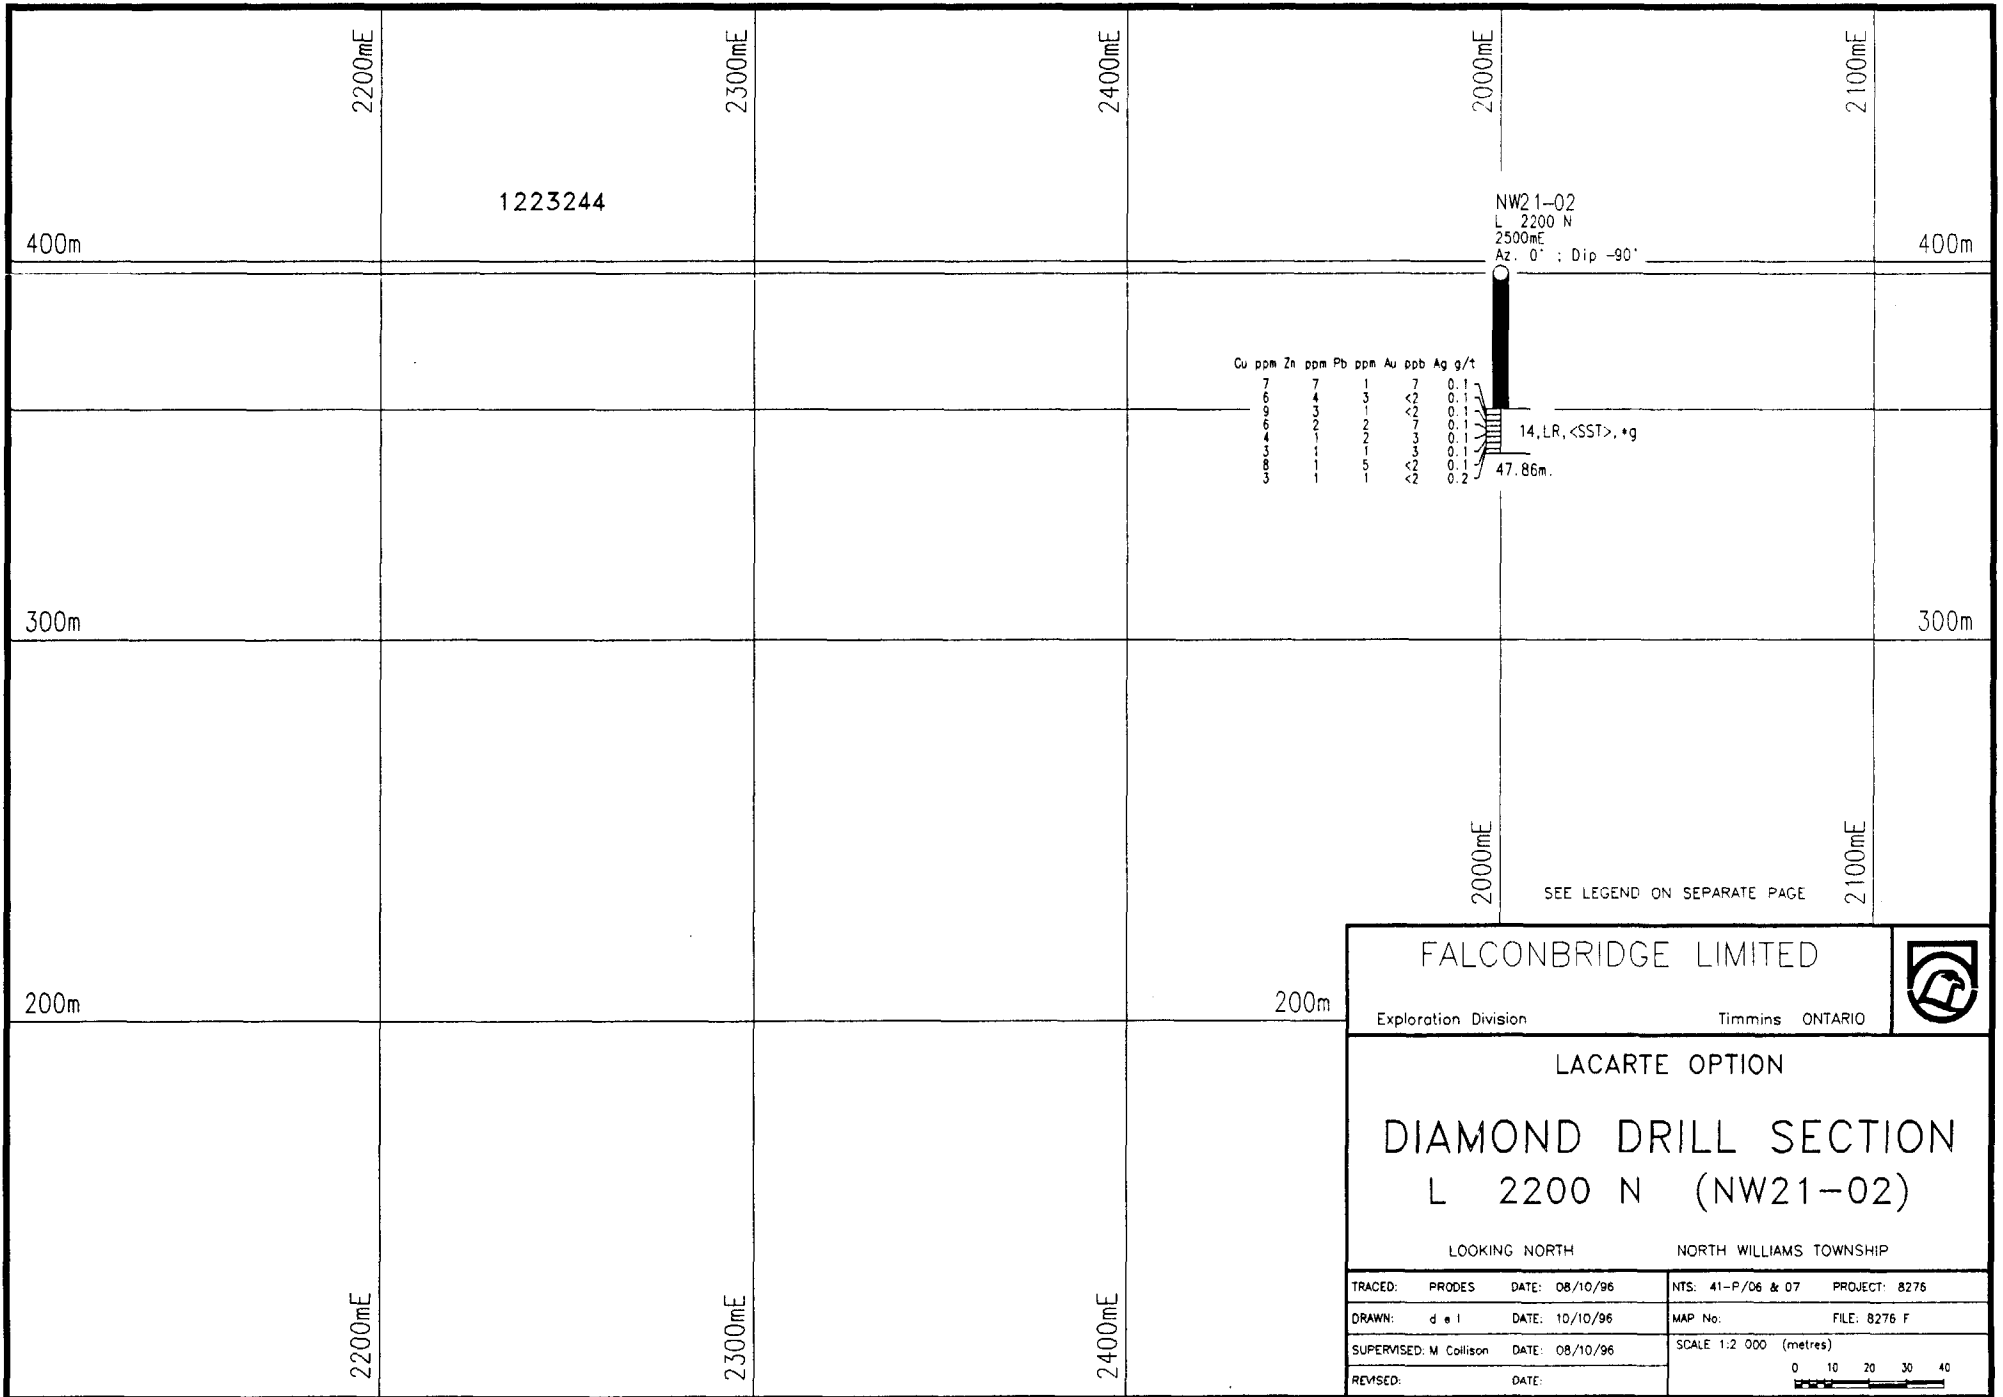 2200mE
2300mE
2400mE
2000mE
2100mE
1223244
NW21-02
L 2200 N
2500mE
Az. 0° ; Dip -90°
400m
400m
Cu ppm Zn ppm Pb ppm Au ppb Ag g/t
7 7 1 7 0.1
6 4 3 <2 0.1
9 3 1 <2 0.1
6 2 2 7 0.1
4 1 2 3 0.1
3 1 1 3 0.1
8 1 5 <2 0.1
3 1 1 <2 0.2
14,LR,<SST>,*g
47.86m.
300m
300m
2000mE
2100mE
SEE LEGEND ON SEPARATE PAGE
200m
200m
FALCONBRIDGE LIMITED
Exploration Division Timmins ONTARIO
LACARTE OPTION
DIAMOND DRILL SECTION
L 2200 N (NW21-02)
LOOKING NORTH NORTH WILLIAMS TOWNSHIP
TRACED: PRODES DATE: 08/10/96 NTS: 41-P/06 & 07 PROJECT: 8276
DRAWN: d e l DATE: 10/10/96 MAP No: FILE: 8276 F
SUPERVISED: M Collison DATE: 08/10/96 SCALE 1:2 000 (metres)
REVISED: DATE: 0 10 20 30 40
2200mE
2300mE
2400mE